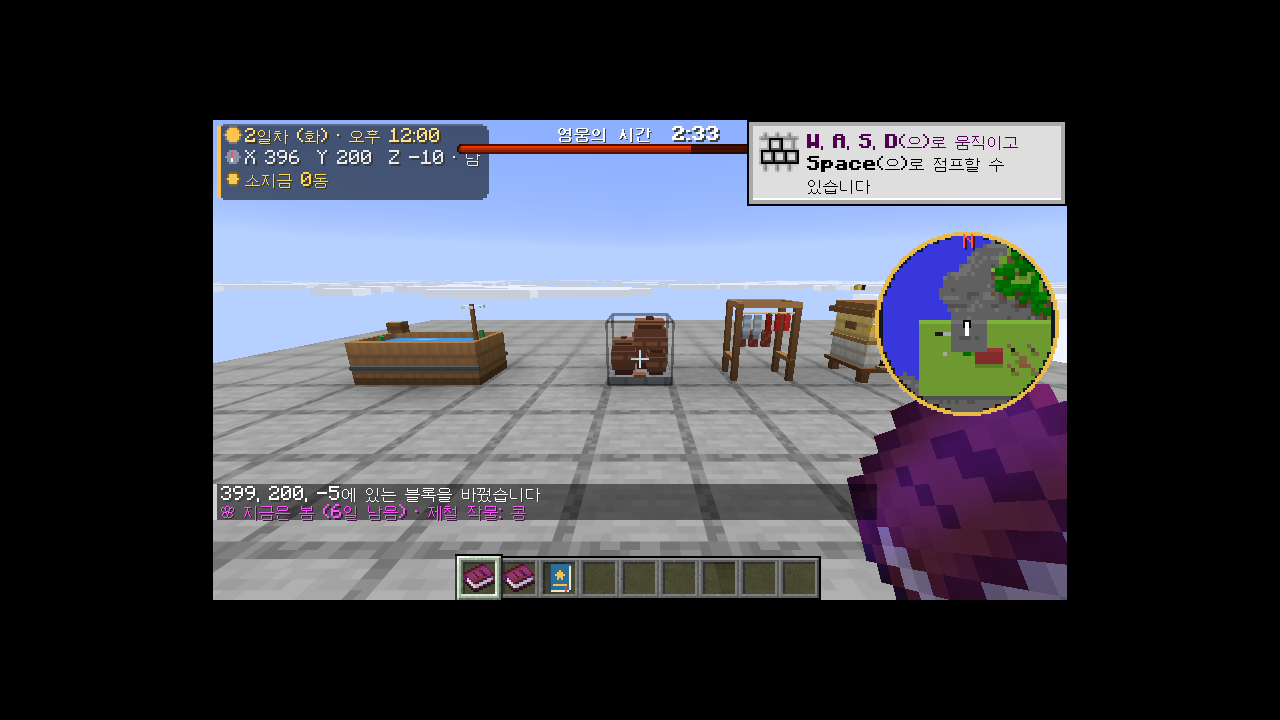 2일차 (화) · 오후 12:00
X 396 Y 200 Z -10 · 남
소지금 0동
영웅의 시간 2:33
W, A, S, D(으)로 움직이고
Space(으)로 점프할 수
있습니다
N
399, 200, -5에 있는 블록을 바꿨습니다
지금은 봄 (6일 남음) · 제철 작물: 콩